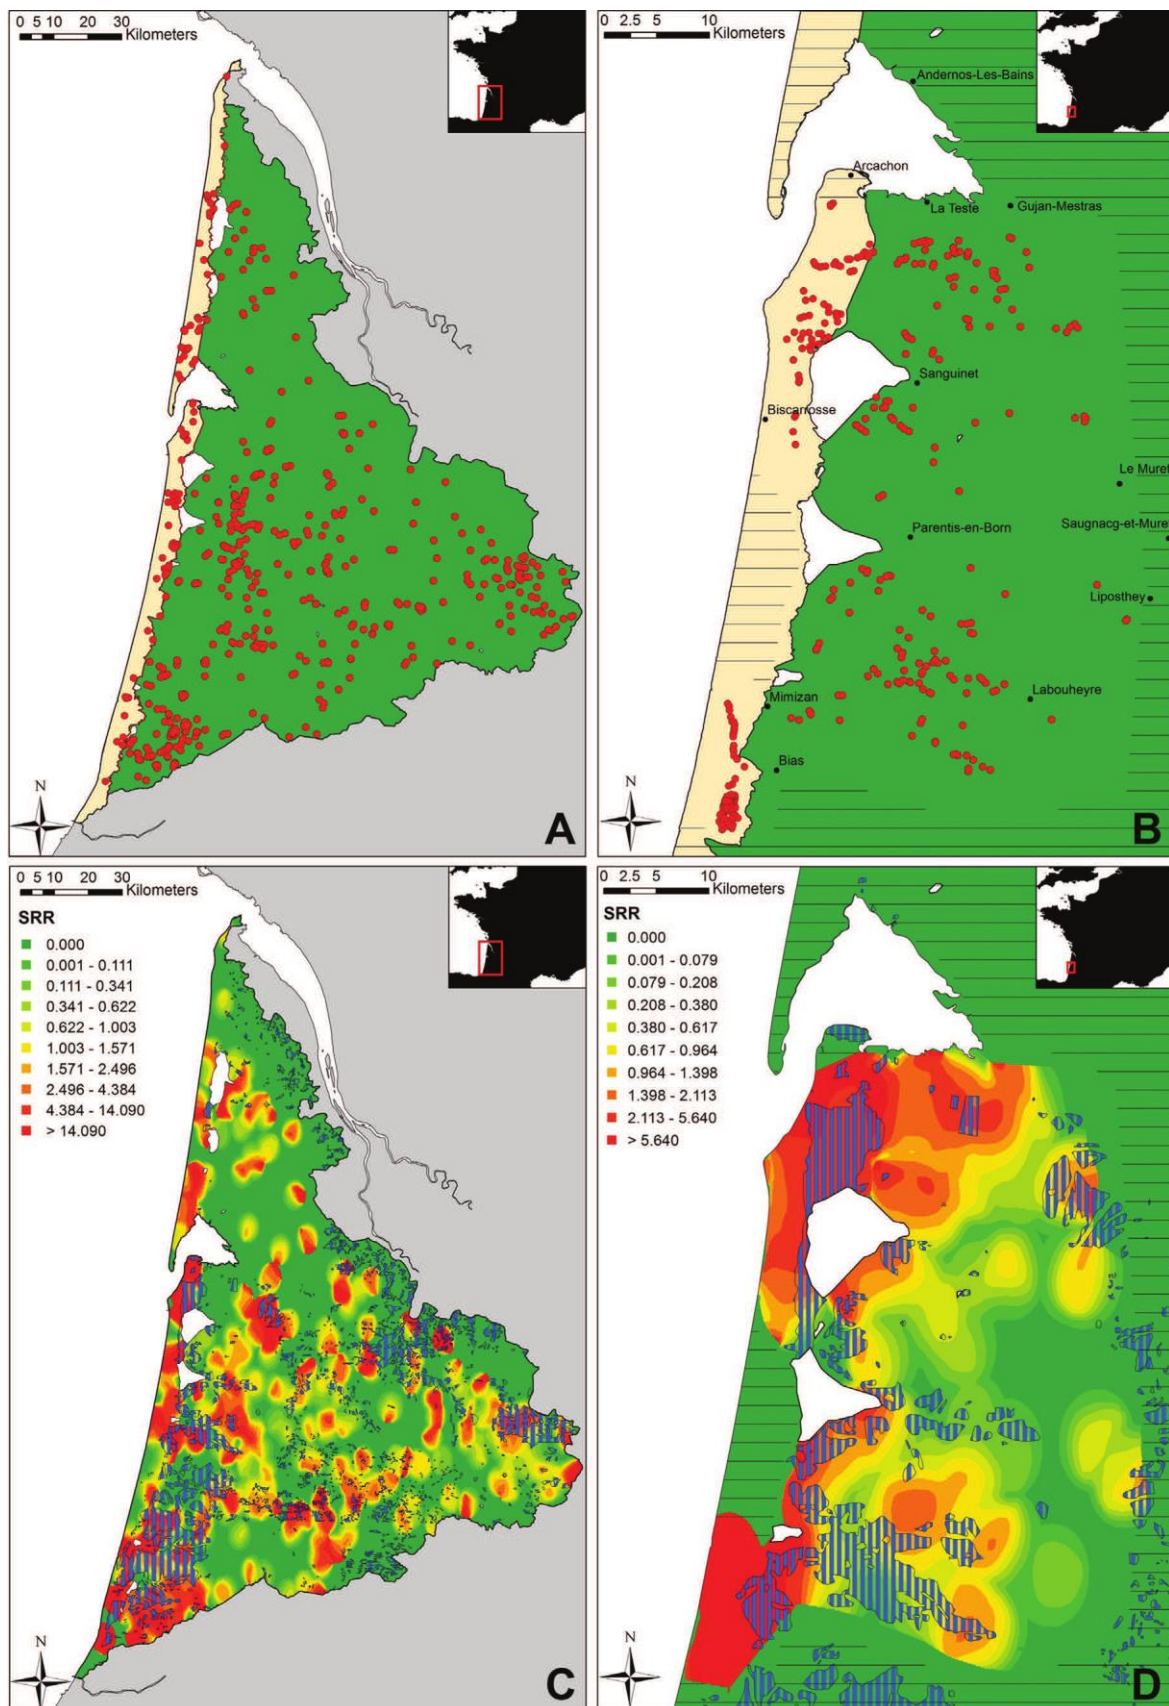 0 5 10 20 30
Kilometers
N
A
0 2.5 5 10
Kilometers
Andernos-Les-Bains
Arcachon
La Teste
Gujan-Mestras
Sanguinet
Biscarrosse
Le Muret
Parentis-en-Born
Saugnacq-et-Muret
Liposthey
Labouheyre
Mimizan
Bias
N
B
0 5 10 20 30
Kilometers
SRR
0.000
0.001 - 0.111
0.111 - 0.341
0.341 - 0.622
0.622 - 1.003
1.003 - 1.571
1.571 - 2.496
2.496 - 4.384
4.384 - 14.090
> 14.090
N
C
0 2.5 5 10
Kilometers
SRR
0.000
0.001 - 0.079
0.079 - 0.208
0.208 - 0.380
0.380 - 0.617
0.617 - 0.964
0.964 - 1.398
1.398 - 2.113
2.113 - 5.640
> 5.640
N
D